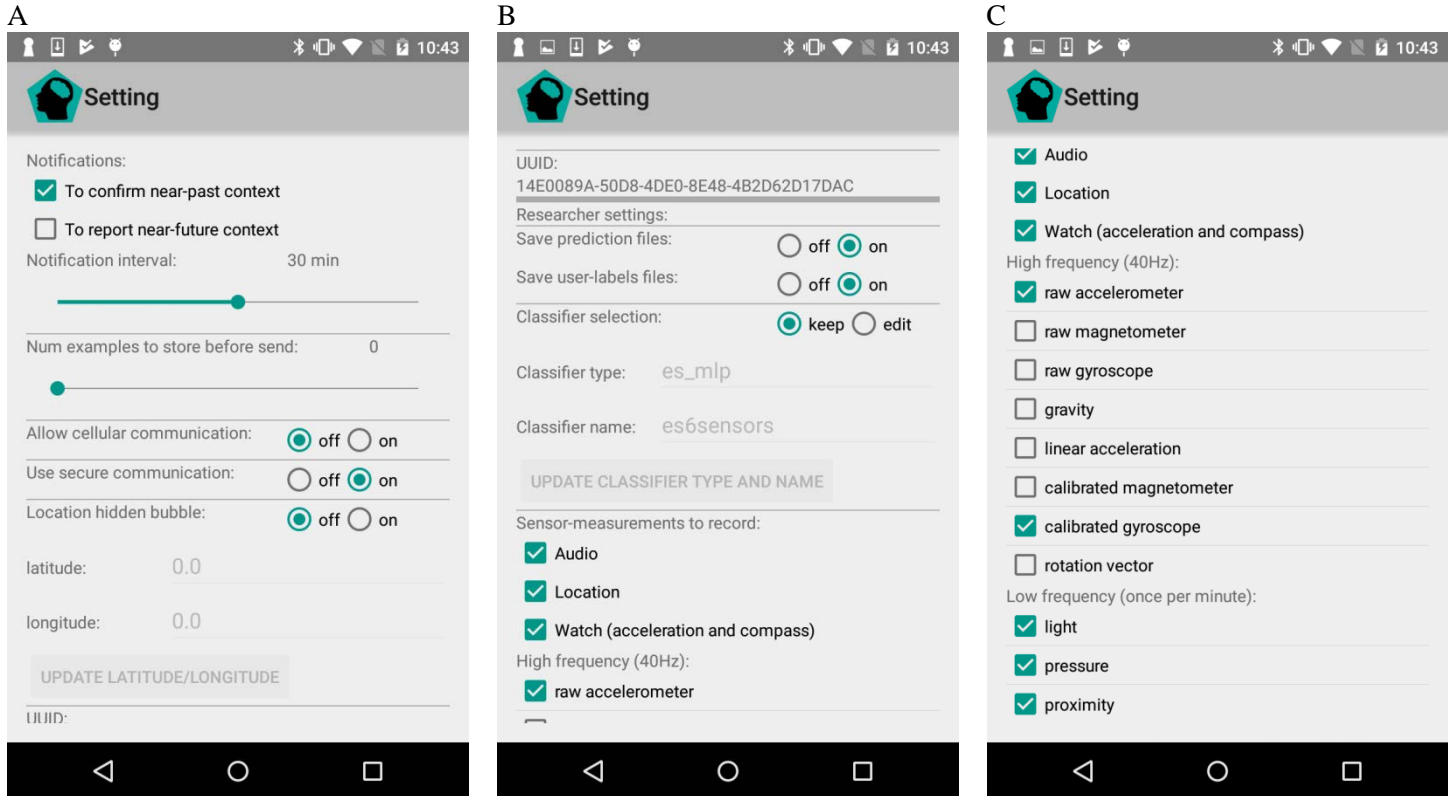 A
10:43
Setting
Notifications:
To confirm near-past context
To report near-future context
Notification interval: 30 min
Num examples to store before send: 0
Allow cellular communication: off on
Use secure communication: off on
Location hidden bubble: off on
latitude: 0.0
longitude: 0.0
UPDATE LATITUDE/LONGITUDE
UUID:
B
10:43
Setting
UUID:
14E0089A-50D8-4DE0-8E48-4B2D62D17DAC
Researcher settings:
Save prediction files: off on
Save user-labels files: off on
Classifier selection: keep edit
Classifier type: es_mlp
Classifier name: es6sensors
UPDATE CLASSIFIER TYPE AND NAME
Sensor-measurements to record:
Audio
Location
Watch (acceleration and compass)
High frequency (40Hz):
raw accelerometer
C
10:43
Setting
Audio
Location
Watch (acceleration and compass)
High frequency (40Hz):
raw accelerometer
raw magnetometer
raw gyroscope
gravity
linear acceleration
calibrated magnetometer
calibrated gyroscope
rotation vector
Low frequency (once per minute):
light
pressure
proximity